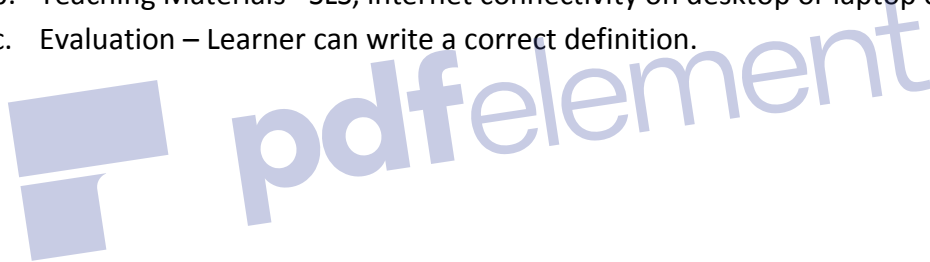 Teaching Materials - SLS, internet connectivity on desktop or laptop
c. Evaluation – Learner can write a correct definition.
pdfelement